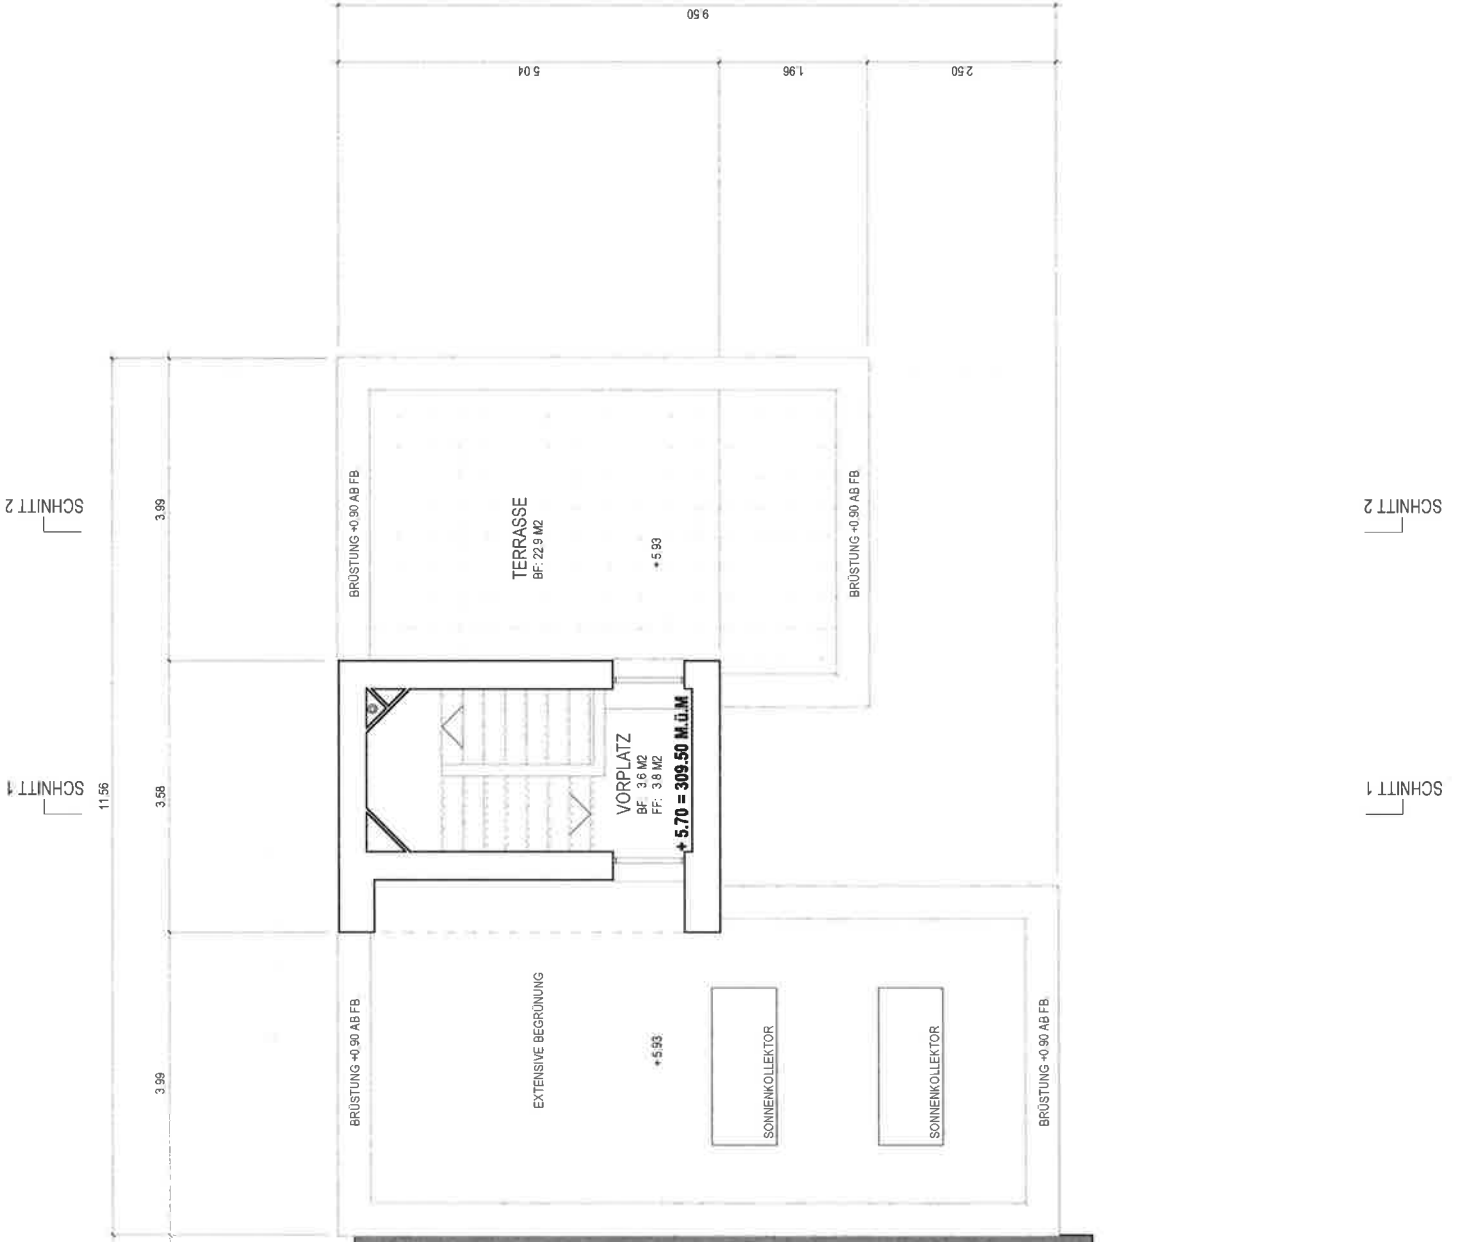 9.50
5.04
1.96
2.50
SCHNITT 2
3.99
BRÜSTUNG +0.90 AB FB
TERRASSE
BF: 22.9 M2
+5.93
BRÜSTUNG +0.90 AB FB
SCHNITT 2
SCHNITT 1
11.56
3.58
VORPLATZ
BF: 3.6 M2
FF: 3.8 M2
+ 5.70 = 309.50 M.Ü.M
SCHNITT 1
3.99
BRÜSTUNG +0.90 AB FB
EXTENSIVE BEGRÜNUNG
+5.93
SONNENKOLLEKTOR
SONNENKOLLEKTOR
BRÜSTUNG +0.90 AB FB